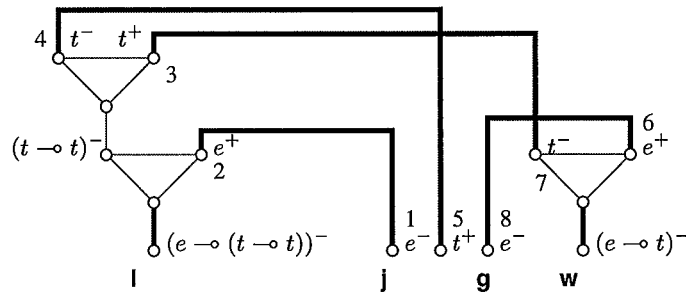 4 t⁻ t⁺ 3
6
(t ⊸ t)⁻ e⁺ t⁻ e⁺
2 7
1 5 8
(e ⊸ (t ⊸ t))⁻ e⁻ t⁺ e⁻ (e ⊸ t)⁻
l j g w